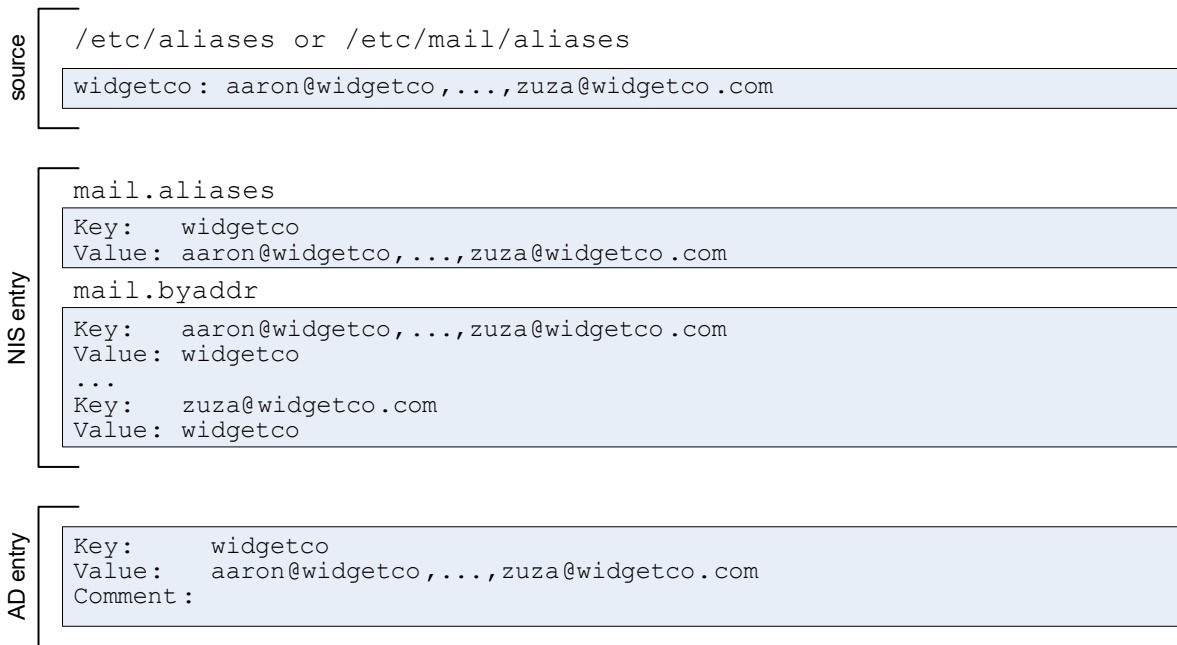 source
/etc/aliases or /etc/mail/aliases
widgetco: aaron@widgetco,...,zuza@widgetco.com
NIS entry
mail.aliases
Key: widgetco
Value: aaron@widgetco,...,zuza@widgetco.com
mail.byaddr
Key: aaron@widgetco,...,zuza@widgetco.com
Value: widgetco
...
Key: zuza@widgetco.com
Value: widgetco
AD entry
Key: widgetco
Value: aaron@widgetco,...,zuza@widgetco.com
Comment: